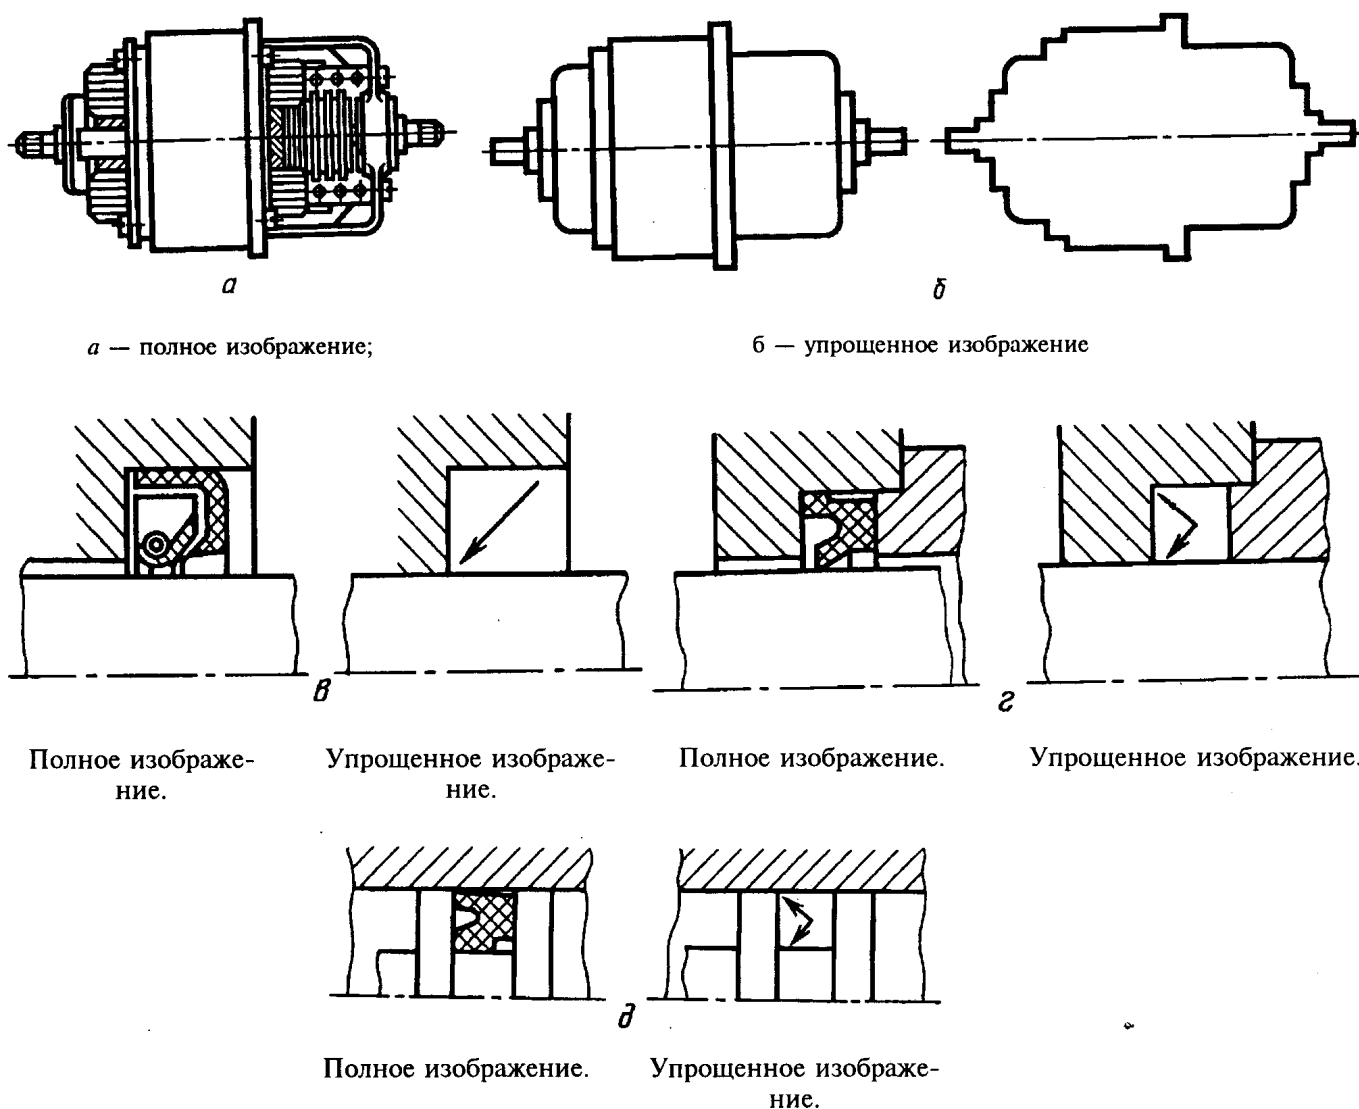 а
б
а — полное изображение;
б — упрощенное изображение
в
г
Полное изображе-
ние.
Упрощенное изображе-
ние.
Полное изображение.
Упрощенное изображение.
д
Полное изображение.
Упрощенное изображе-
ние.